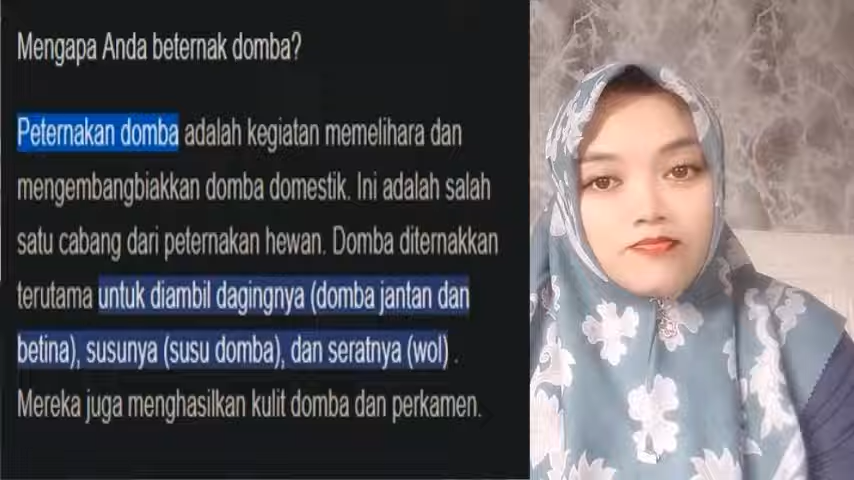 Mengapa Anda beternak domba?
Peternakan domba adalah kegiatan memelihara dan
mengembangbiakkan domba domestik. Ini adalah salah
satu cabang dari peternakan hewan. Domba diternakkan
terutama untuk diambil dagingnya (domba jantan dan
betina), susunya (susu domba), dan seratnya (wol) .
Mereka juga menghasilkan kulit domba dan perkamen.